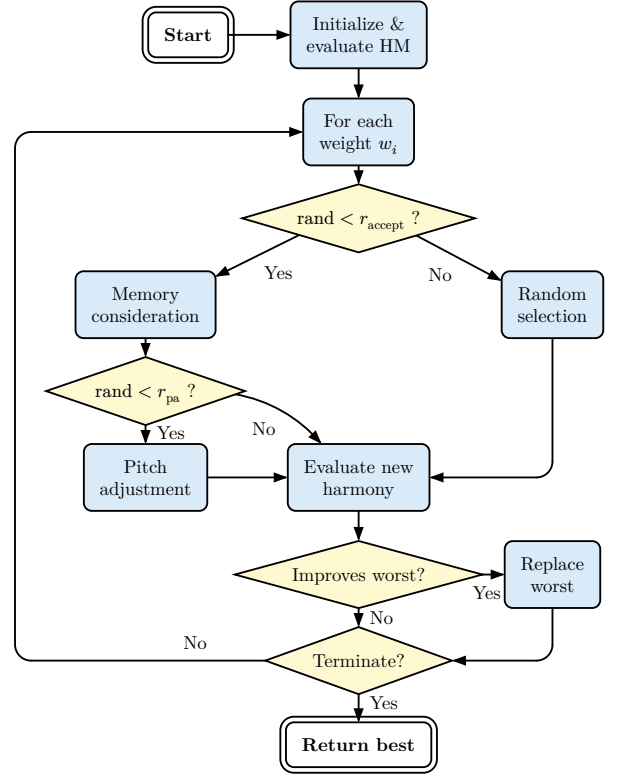 Start
Initialize &
evaluate HM
For each
weight wᵢ
rand < r_accept ?
Yes
No
Memory
consideration
Random
selection
rand < r_pa ?
Yes
No
Pitch
adjustment
Evaluate new
harmony
Improves worst?
Yes
Replace
worst
No
No
Terminate?
Yes
Return best